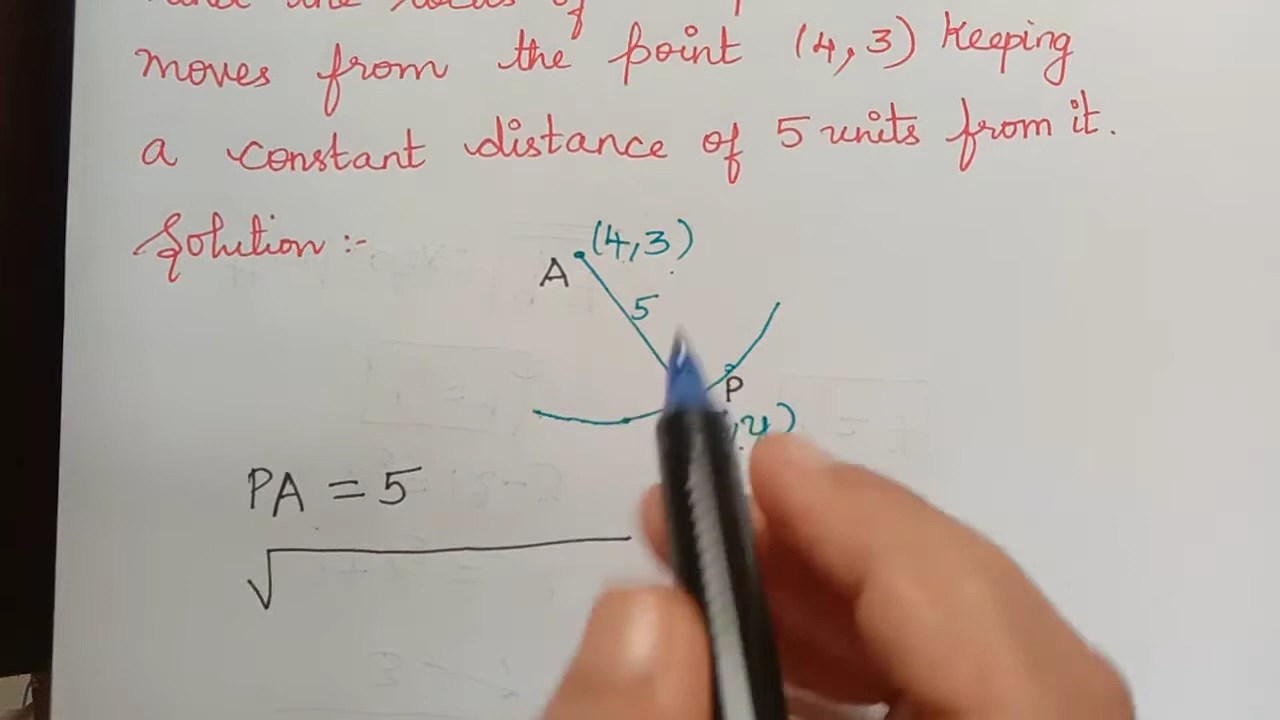 moves from the point (4,3) Keeping
a constant distance of 5 units from it.
Solution :-
(4,3)
A
5
P
,y)
PA = 5
√